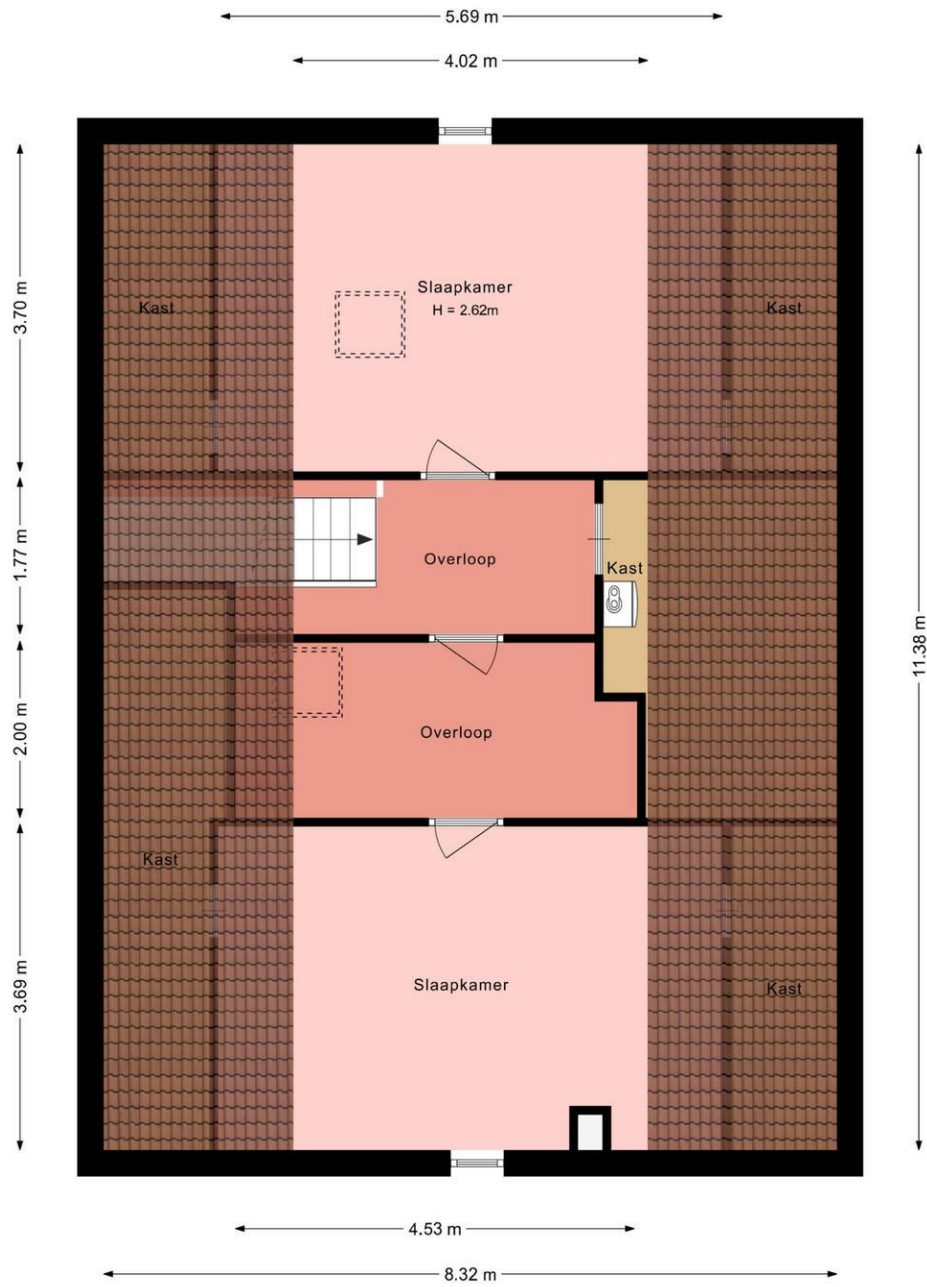 5.69 m
4.02 m
Kast
Slaapkamer
H = 2.62m
Kast
3.70 m
1.77 m
Overloop
Kast
11.38 m
2.00 m
Overloop
Kast
3.69 m
Slaapkamer
Kast
4.53 m
8.32 m